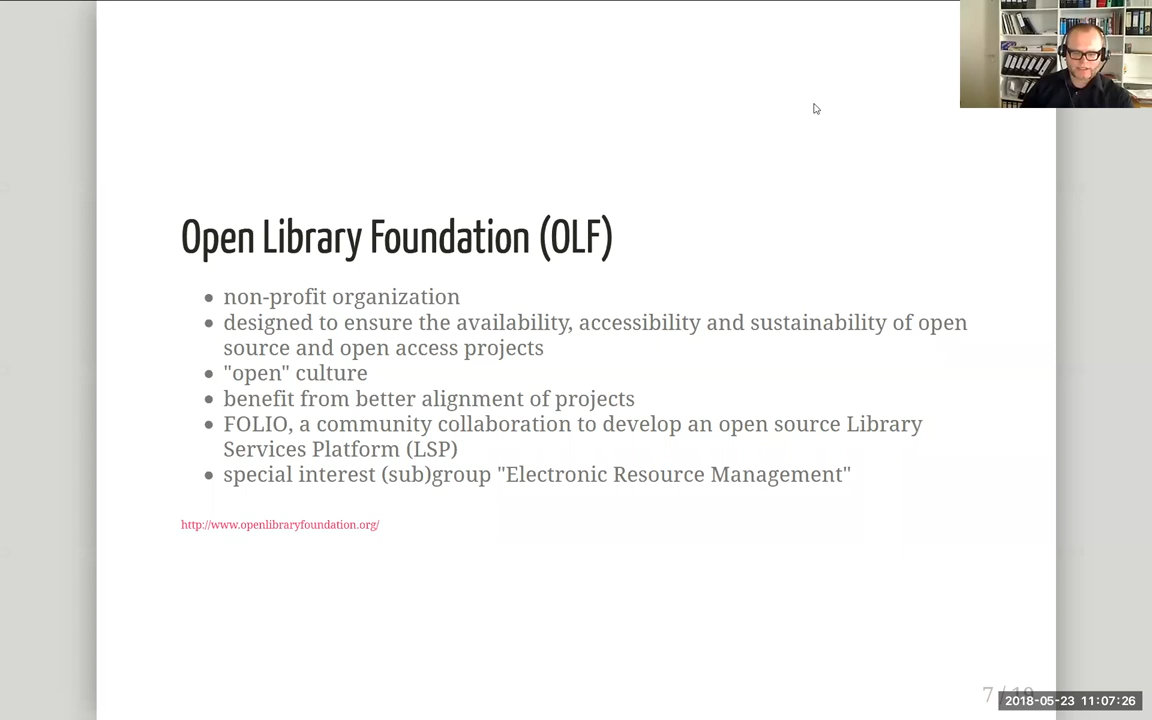 Open Library Foundation (OLF)
non-profit organization
designed to ensure the availability, accessibility and sustainability of open
source and open access projects
"open" culture
benefit from better alignment of projects
FOLIO, a community collaboration to develop an open source Library
Services Platform (LSP)
special interest (sub)group "Electronic Resource Management"
http://www.openlibraryfoundation.org/
7 /
2018-05-23 11:07:26